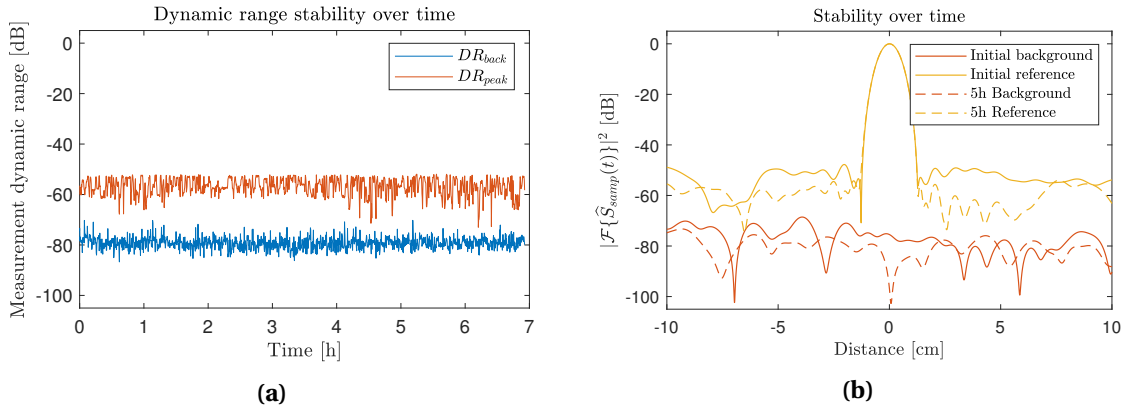 Dynamic range stability over time
Measurement dynamic range [dB]
0
-20
-40
-60
-80
-100
DR_back
DR_peak
0 1 2 3 4 5 6 7
Time [h]
(a)
Stability over time
|ℱ{Ŝ_samp(t)}|² [dB]
0
-20
-40
-60
-80
-100
Initial background
Initial reference
5h Background
5h Reference
-10 -5 0 5 10
Distance [cm]
(b)